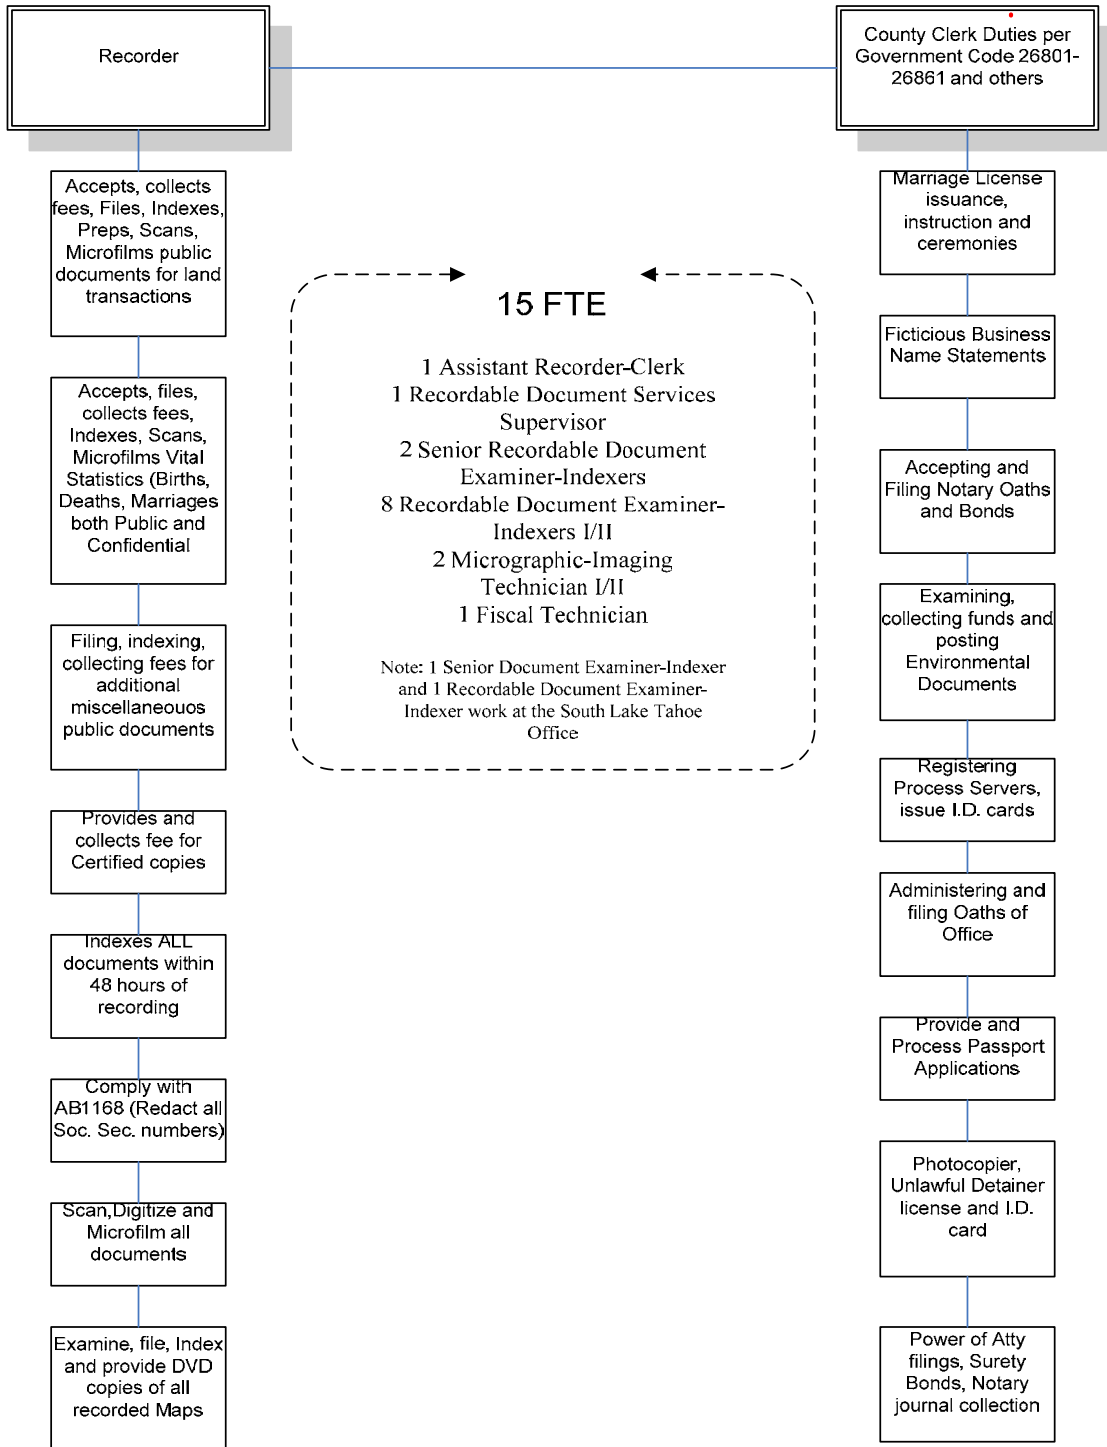 Recorder
County Clerk Duties per
Government Code 26801-
26861 and others
Accepts, collects
fees, Files, Indexes,
Preps, Scans,
Microfilms public
documents for land
transactions
Accepts, files,
collects fees,
Indexes, Scans,
Microfilms Vital
Statistics (Births,
Deaths, Marriages
both Public and
Confidential
Filing, indexing,
collecting fees for
additional
miscellaneouos
public documents
Provides and
collects fee for
Certified copies
Indexes ALL
documents within
48 hours of
recording
Comply with
AB1168 (Redact all
Soc. Sec. numbers)
Scan,Digitize and
Microfilm all
documents
Examine, file, Index
and provide DVD
copies of all
recorded Maps
15 FTE
1 Assistant Recorder-Clerk
1 Recordable Document Services
Supervisor
2 Senior Recordable Document
Examiner-Indexers
8 Recordable Document Examiner-
Indexers I/II
2 Micrographic-Imaging
Technician I/II
1 Fiscal Technician
Note: 1 Senior Document Examiner-Indexer
and 1 Recordable Document Examiner-
Indexer work at the South Lake Tahoe
Office
Marriage License
issuance,
instruction and
ceremonies
Ficticious Business
Name Statements
Accepting and
Filing Notary Oaths
and Bonds
Examining,
collecting funds and
posting
Environmental
Documents
Registering
Process Servers,
issue I.D. cards
Administering and
filing Oaths of
Office
Provide and
Process Passport
Applications
Photocopier,
Unlawful Detainer
license and I.D.
card
Power of Atty
filings, Surety
Bonds, Notary
journal collection